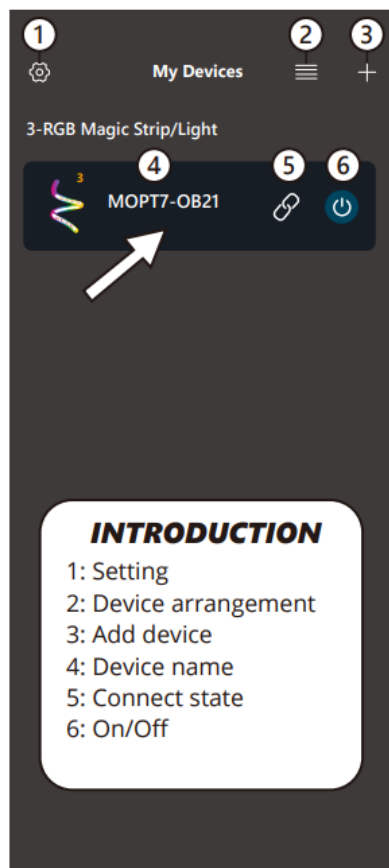 1 2 3
My Devices
3-RGB Magic Strip/Light
4 5 6
3
MOPT7-OB21
INTRODUCTION
1: Setting
2: Device arrangement
3: Add device
4: Device name
5: Connect state
6: On/Off